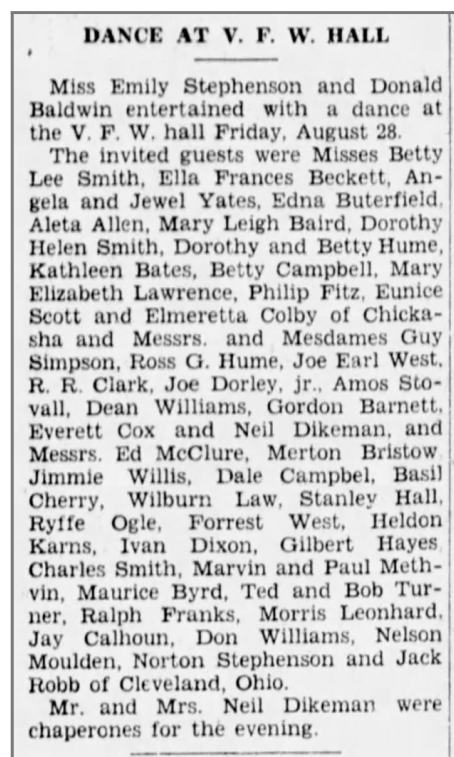 DANCE AT V. F. W. HALL
Miss Emily Stephenson and Donald
Baldwin entertained with a dance at
the V. F. W. hall Friday, August 28.
The invited guests were Misses Betty
Lee Smith, Ella Frances Beckett, An-
gela and Jewel Yates, Edna Buterfield,
Aleta Allen, Mary Leigh Baird, Dorothy
Helen Smith, Dorothy and Betty Hume,
Kathleen Bates, Betty Campbell, Mary
Elizabeth Lawrence, Philip Fitz, Eunice
Scott and Elmeretta Colby of Chicka-
sha and Messrs. and Mesdames Guy
Simpson, Ross G. Hume, Joe Earl West,
R. R. Clark, Joe Dorley, jr., Amos Sto-
vall, Dean Williams, Gordon Barnett,
Everett Cox and Neil Dikeman, and
Messrs. Ed McClure, Merton Bristow
Jimmie Willis, Dale Campbel, Basil
Cherry, Wilburn Law, Stanley Hall,
Ryffe Ogle, Forrest West, Heldon
Karns, Ivan Dixon, Gilbert Hayes
Charles Smith, Marvin and Paul Meth-
vin, Maurice Byrd, Ted and Bob Tur-
ner, Ralph Franks, Morris Leonhard,
Jay Calhoun, Don Williams, Nelson
Moulden, Norton Stephenson and Jack
Robb of Cleveland, Ohio.
Mr. and Mrs. Neil Dikeman were
chaperones for the evening.